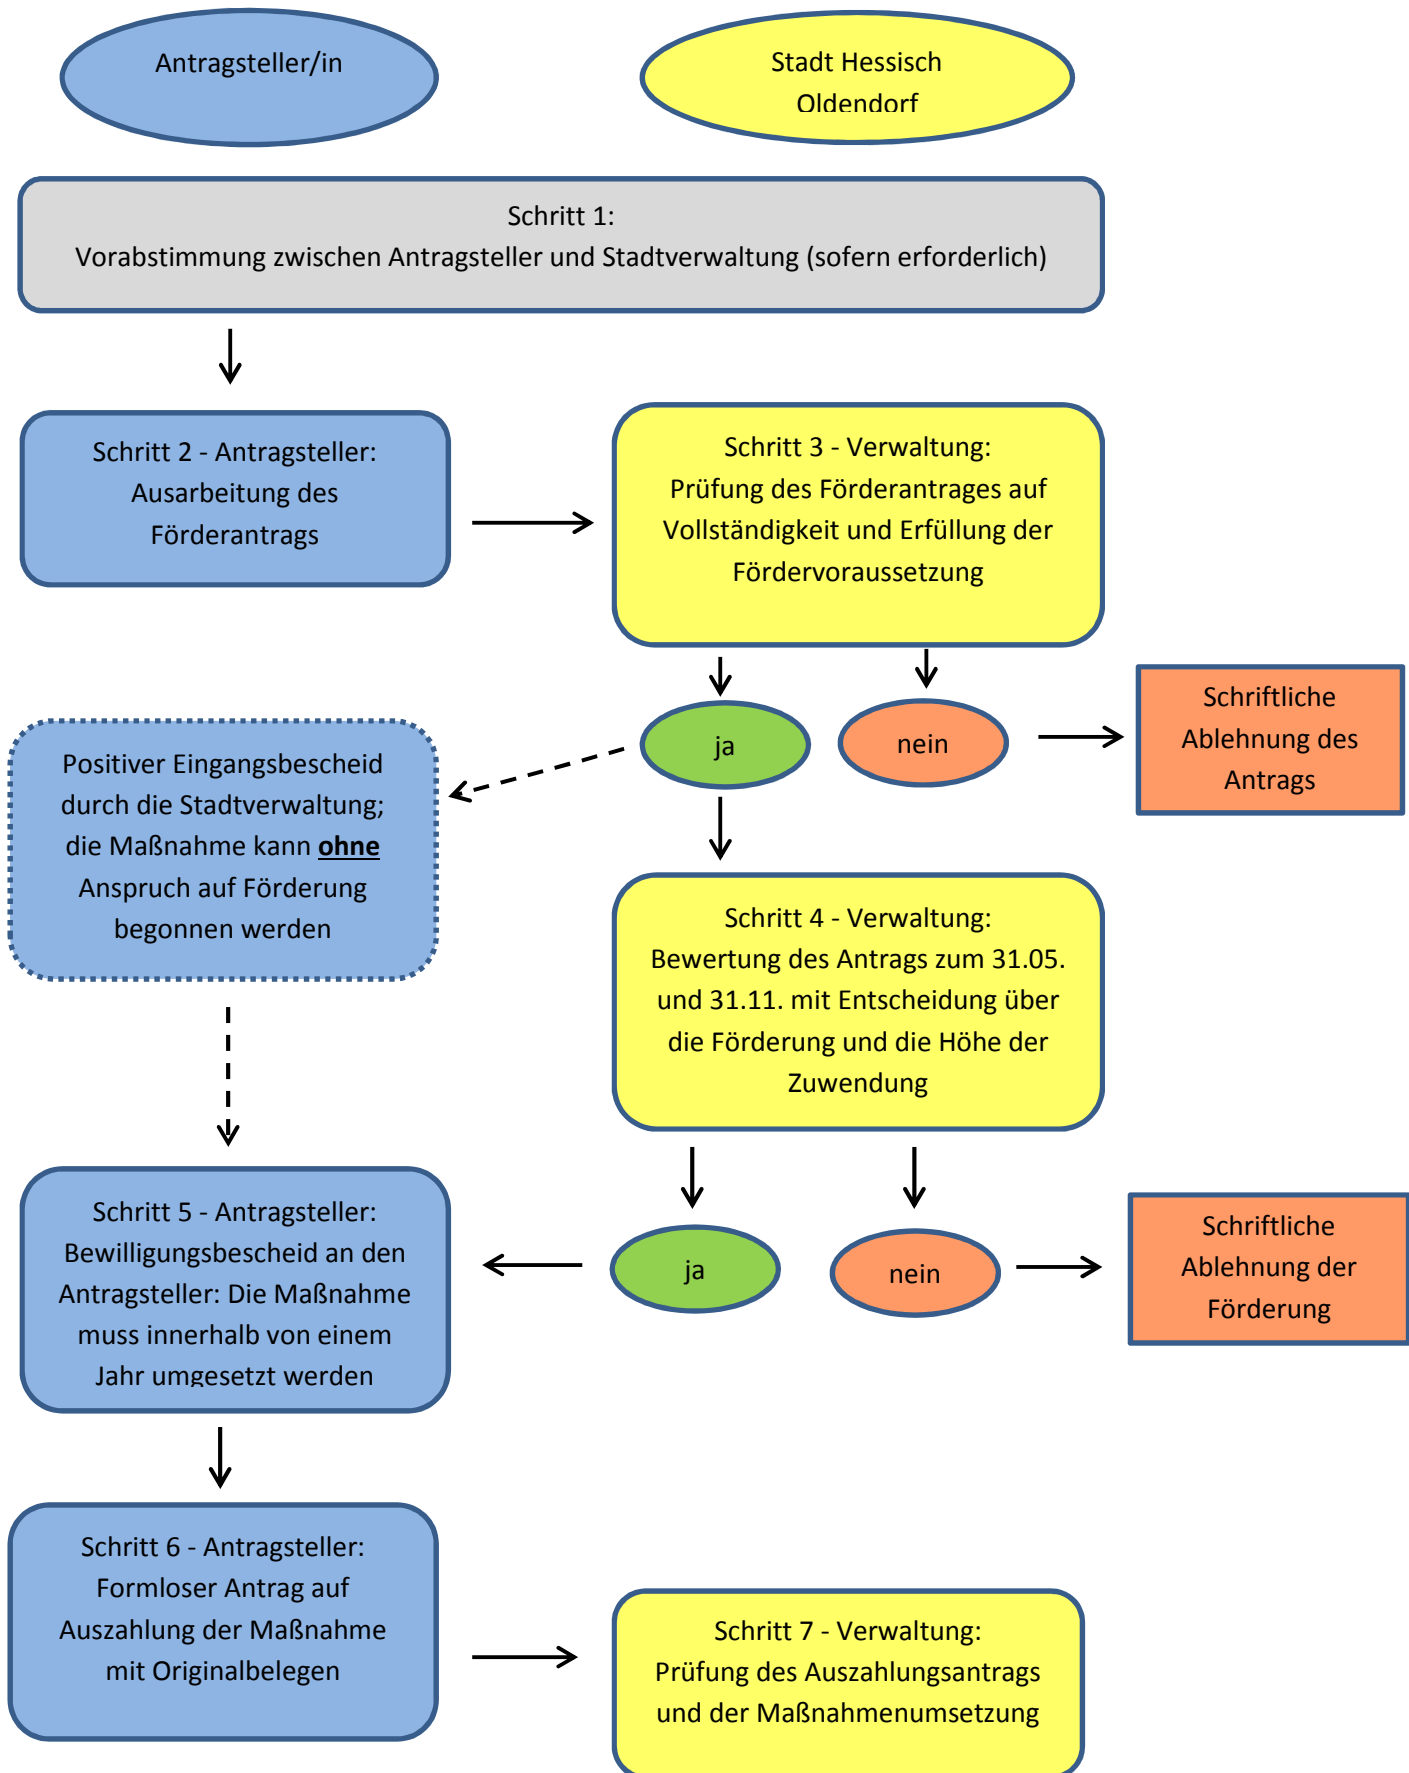 Antragsteller/in
Stadt Hessisch
Oldendorf
Schritt 1:
Vorabstimmung zwischen Antragsteller und Stadtverwaltung (sofern erforderlich)
Schritt 2 - Antragsteller:
Ausarbeitung des
Förderantrags
Schritt 3 - Verwaltung:
Prüfung des Förderantrages auf
Vollständigkeit und Erfüllung der
Fördervoraussetzung
ja
nein
Schriftliche
Ablehnung des
Antrags
Positiver Eingangsbescheid
durch die Stadtverwaltung;
die Maßnahme kann ohne
Anspruch auf Förderung
begonnen werden
Schritt 4 - Verwaltung:
Bewertung des Antrags zum 31.05.
und 31.11. mit Entscheidung über
die Förderung und die Höhe der
Zuwendung
Schritt 5 - Antragsteller:
Bewilligungsbescheid an den
Antragsteller: Die Maßnahme
muss innerhalb von einem
Jahr umgesetzt werden
ja
nein
Schriftliche
Ablehnung der
Förderung
Schritt 6 - Antragsteller:
Formloser Antrag auf
Auszahlung der Maßnahme
mit Originalbelegen
Schritt 7 - Verwaltung:
Prüfung des Auszahlungsantrags
und der Maßnahmenumsetzung